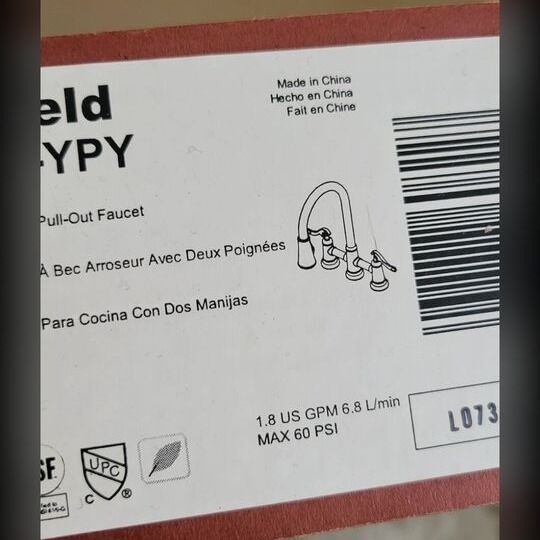 eld
-YPY
Made in China
Hecho en China
Fait en Chine
Pull-Out Faucet
À Bec Arroseur Avec Deux Poignées
Para Cocina Con Dos Manijas
1.8 US GPM 6.8 L/min
MAX 60 PSI
L073
SF
UPC
C ®